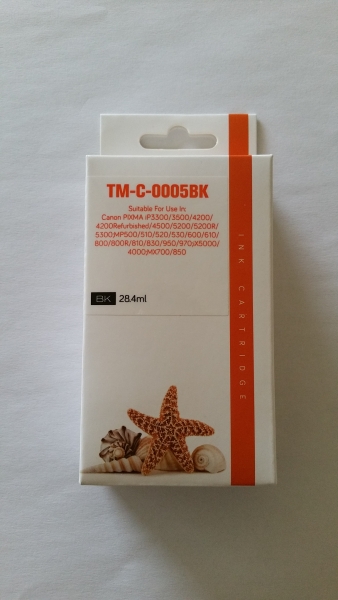 TM-C-0005BK
Suitable For Use In:
Canon PIXMA iP3300/3500/4200/
4200Refurbished/4500/5200/5200R/
5300;MP500/510/520/530/600/610/
800/800R/810/830/950/970;iX5000/
4000;MX700/850
BK 28.4ml
INK CARTRIDGE